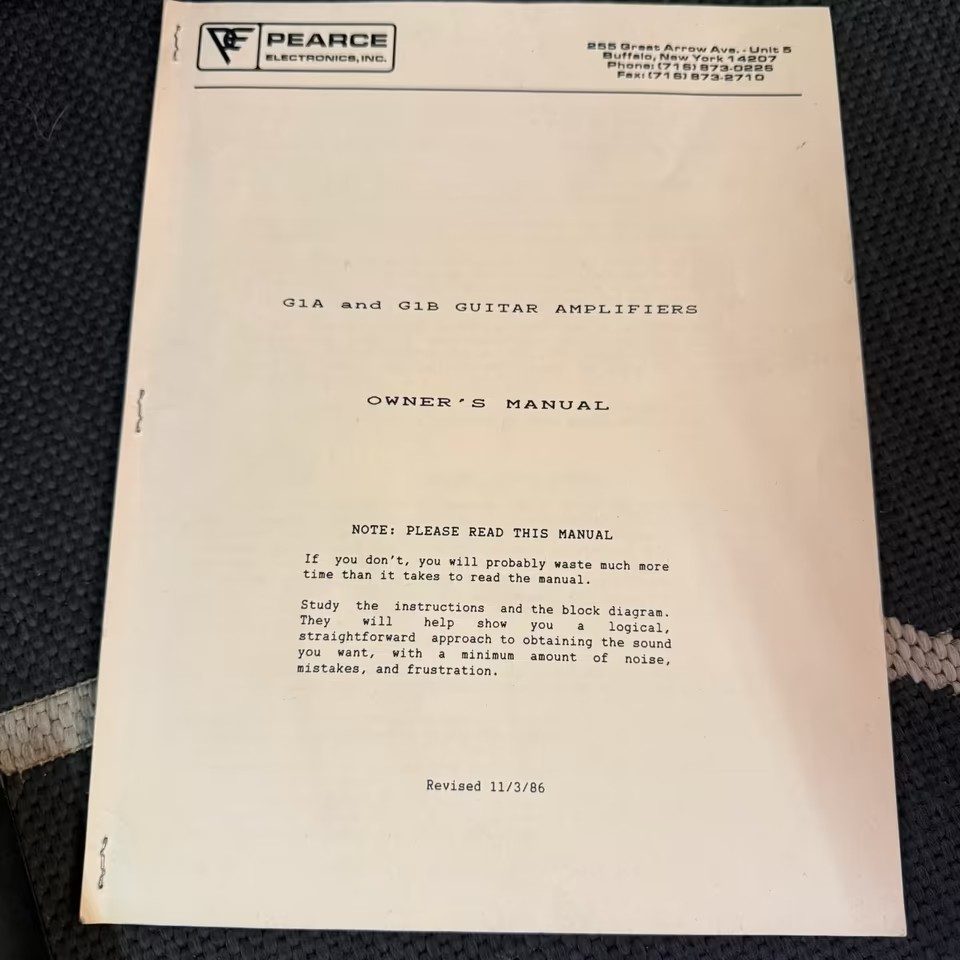 PEARCE
ELECTRONICS, INC.
255 Great Arrow Ave. - Unit 5
Buffalo, New York 14207
Phone: (716) 873-0226
Fax: (716) 873-2710
G1A and G1B GUITAR AMPLIFIERS
OWNER'S MANUAL
NOTE: PLEASE READ THIS MANUAL
If you don't, you will probably waste much more
time than it takes to read the manual.
Study the instructions and the block diagram.
They will help show you a logical,
straightforward approach to obtaining the sound
you want, with a minimum amount of noise,
mistakes, and frustration.
Revised 11/3/86